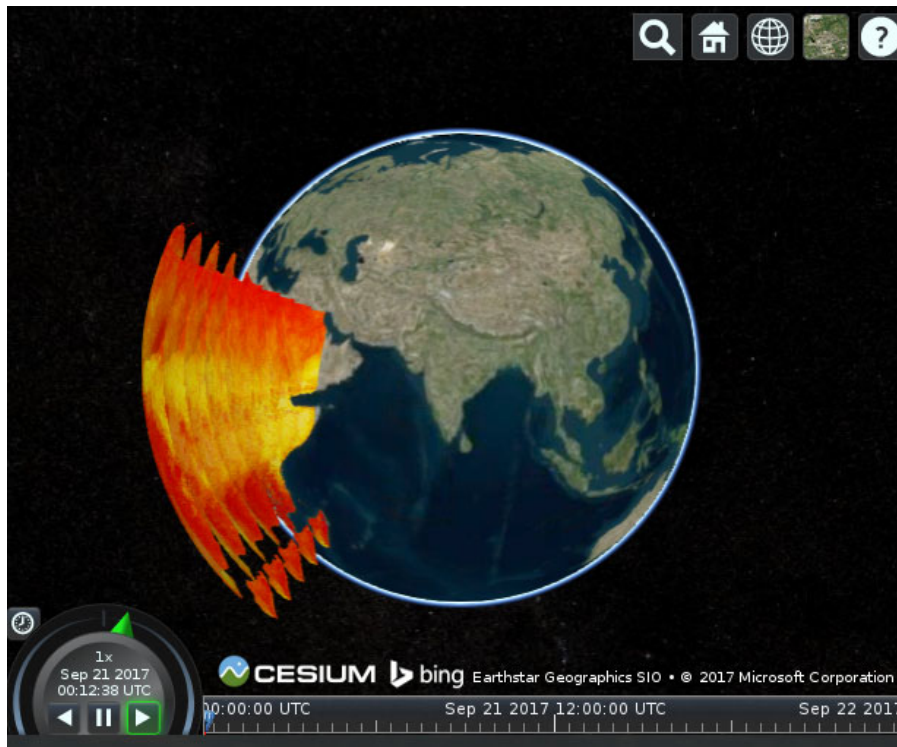 ?
1x
Sep 21 2017
00:12:38 UTC
CESIUM bing Earthstar Geographics SIO • © 2017 Microsoft Corporation
00:00:00 UTC Sep 21 2017 12:00:00 UTC Sep 22 2017